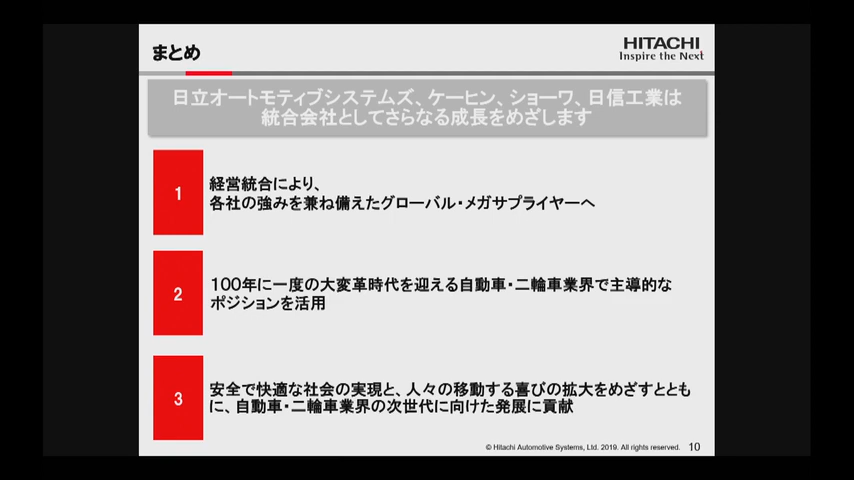 まとめ
HITACHI
Inspire the Next
日立オートモティブシステムズ、ケーヒン、ショーワ、日信工業は
統合会社としてさらなる成長をめざします
1
経営統合により、
各社の強みを兼ね備えたグローバル・メガサプライヤーへ
2
100年に一度の大変革時代を迎える自動車・二輪車業界で主導的な
ポジションを活用
3
安全で快適な社会の実現と、人々の移動する喜びの拡大をめざすととも
に、自動車・二輪車業界の次世代に向けた発展に貢献
© Hitachi Automotive Systems, Ltd. 2019. All rights reserved. 10